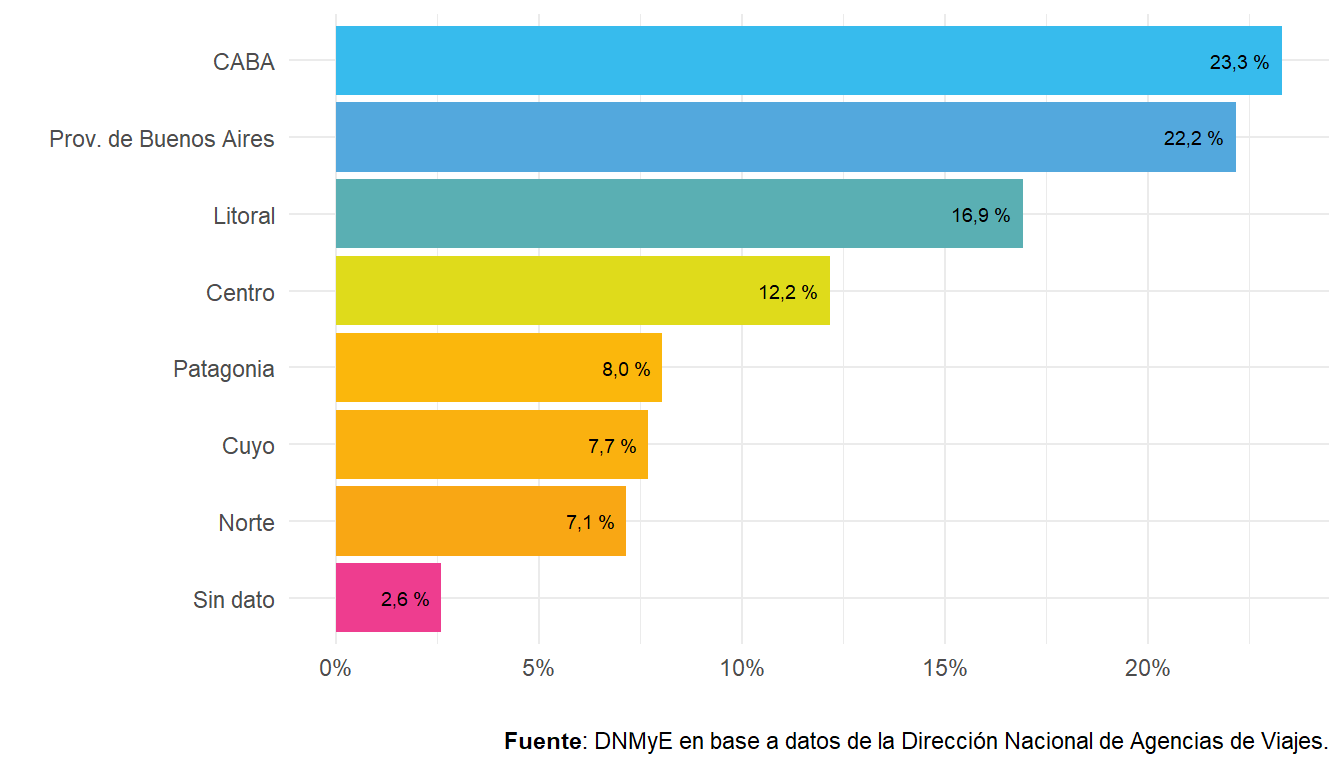 CABA
23,3 %
Prov. de Buenos Aires
22,2 %
Litoral
16,9 %
Centro
12,2 %
Patagonia
8,0 %
Cuyo
7,7 %
Norte
7,1 %
Sin dato
2,6 %
0% 5% 10% 15% 20%
Fuente: DNMyE en base a datos de la Dirección Nacional de Agencias de Viajes.